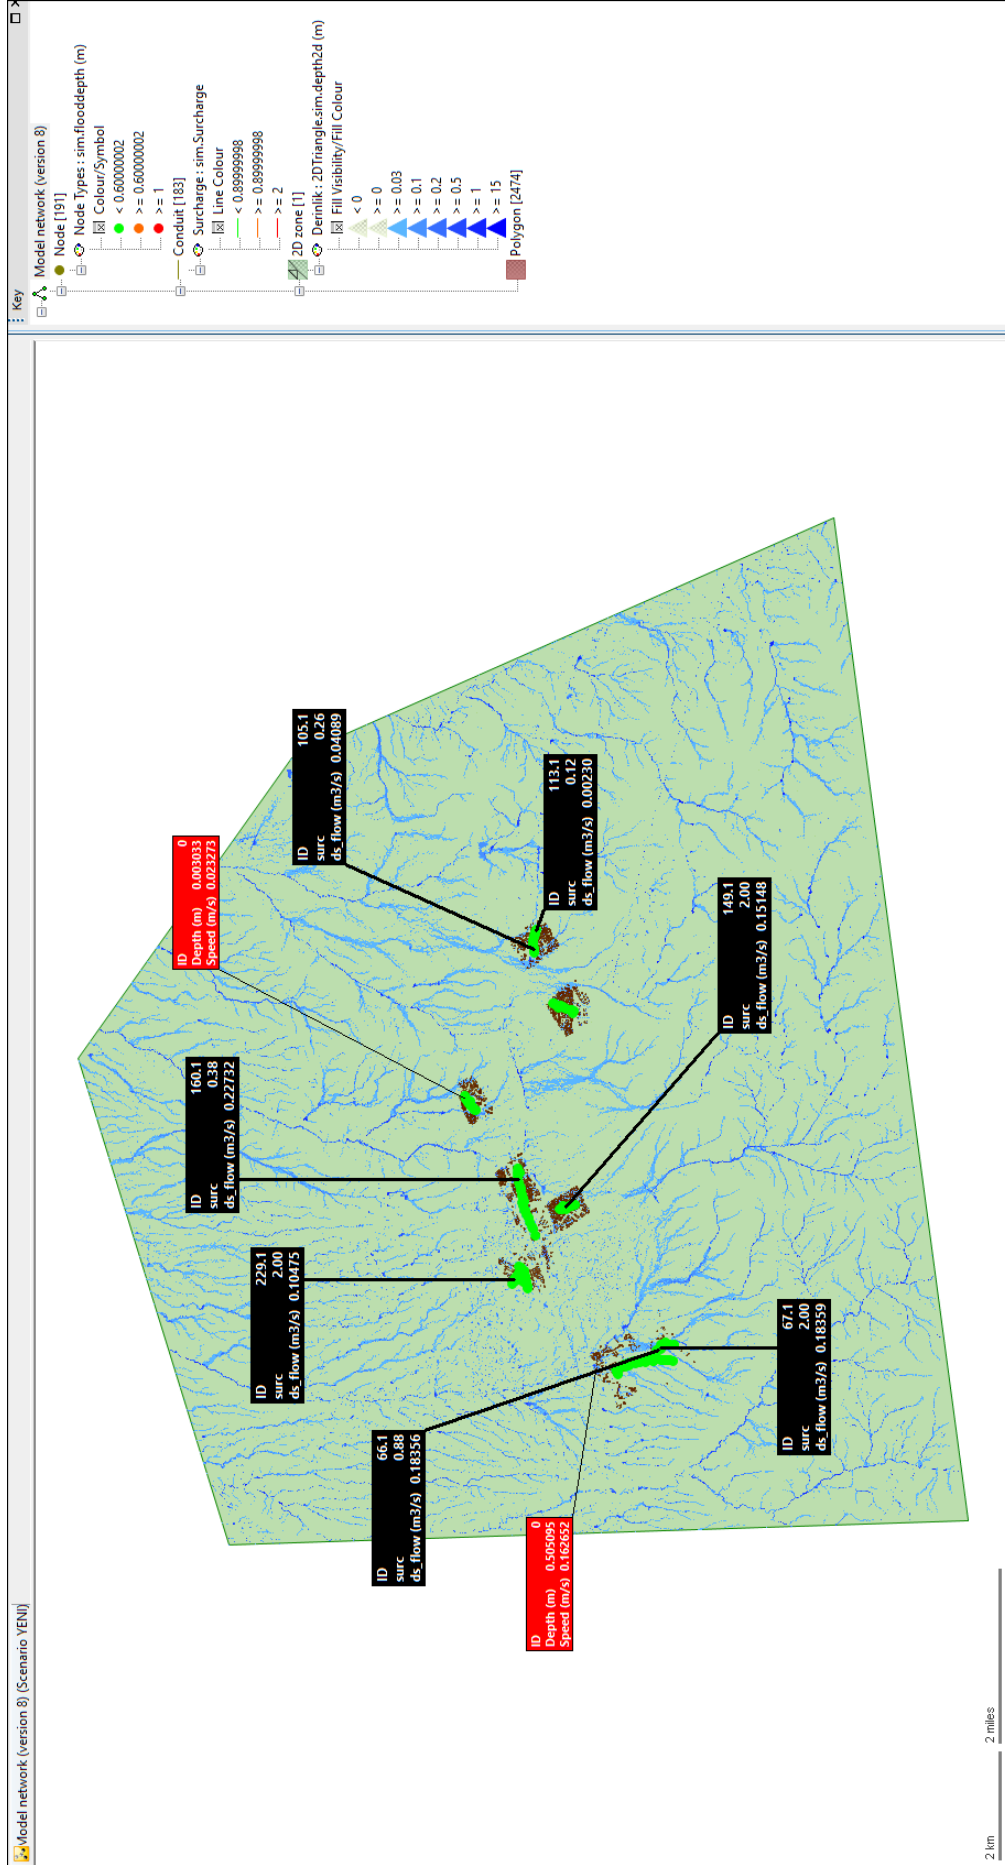 Model network (version 8) (Scenario YENI)
Key
Model network (version 8)
Node [191]
Node Types : sim.flooddepth (m)
Colour/Symbol
< 0.60000002
>= 0.60000002
>= 1
Conduit [183]
Surcharge : sim.Surcharge
Line Colour
< 0.89999998
>= 0.89999998
>= 2
2D zone [1]
Derinlik : 2DTriangle.sim.depth2d (m)
Fill Visibility/Fill Colour
< 0
>= 0
>= 0.03
>= 0.1
>= 0.2
>= 0.5
>= 1
>= 15
Polygon [2474]
ID 0
Depth (m) 0.003033
Speed (m/s) 0.023273
ID 160.1
surc 0.38
ds_flow (m3/s) 0.22732
ID 229.1
surc 2.00
ds_flow (m3/s) 0.10475
ID 105.1
surc 0.26
ds_flow (m3/s) 0.04089
ID 66.1
surc 0.88
ds_flow (m3/s) 0.18356
ID 0
Depth (m) 0.505095
Speed (m/s) 0.162652
ID 113.1
surc 0.12
ds_flow (m3/s) 0.00230
ID 149.1
surc 2.00
ds_flow (m3/s) 0.15148
ID 67.1
surc 2.00
ds_flow (m3/s) 0.18359
2 km
2 miles